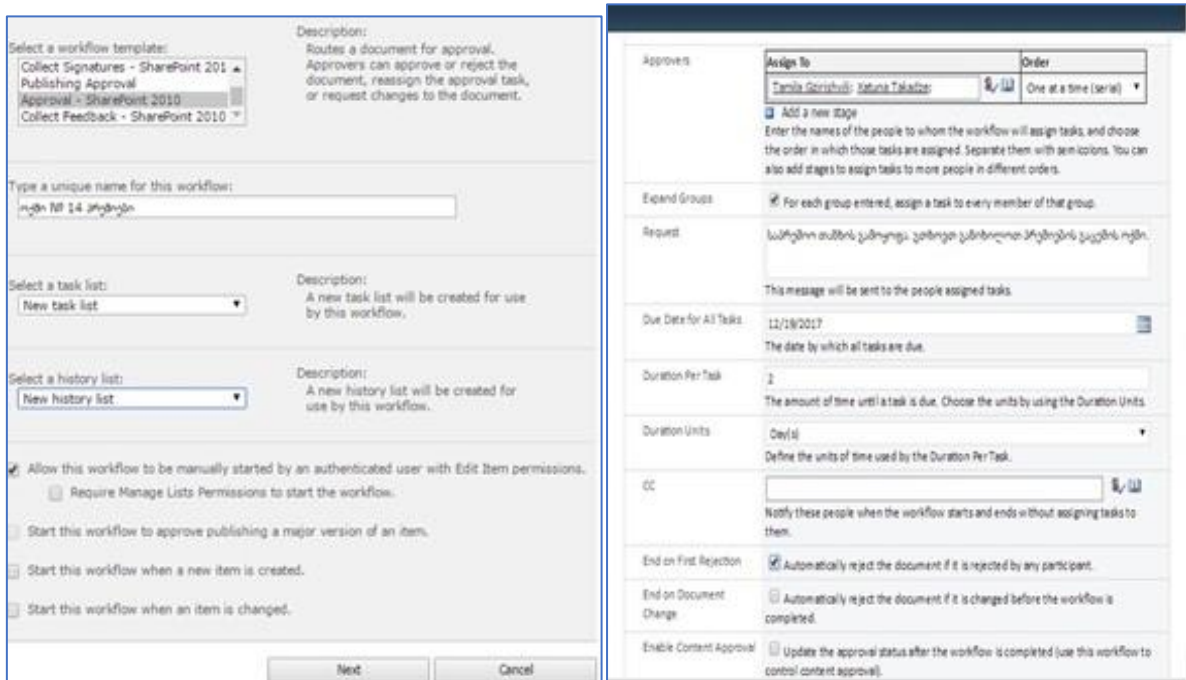 Select a workflow template:
Collect Signatures - SharePoint 201
Publishing Approval
Approval - SharePoint 2010
Collect Feedback - SharePoint 2010
Description:
Routes a document for approval.
Approvers can approve or reject the
document, reassign the approval task,
or request changes to the document.
Type a unique name for this workflow:
№ 14
Select a task list:
New task list
Description:
A new task list will be created for use
by this workflow.
Select a history list:
New history list
Description:
A new history list will be created for
use by this workflow.
Allow this workflow to be manually started by an authenticated user with Edit Item permissions.
Require Manage Lists Permissions to start the workflow.
Start this workflow to approve publishing a major version of an item.
Start this workflow when a new item is created.
Start this workflow when an item is changed.
Next
Cancel
Approvers
Assign To
Order
Tamila ; Xatuna Takadze;
One at a time (serial)
Add a new stage
Enter the names of the people to whom the workflow will assign tasks, and choose
the order in which those tasks are assigned. Separate them with semicolons. You can
also add stages to assign tasks to more people in different orders.
Expand Groups
For each group entered, assign a task to every member of that group.
Request
This message will be sent to the people assigned tasks.
Due Date for All Tasks
12/19/2017
The date by which all tasks are due.
Duration Per Task
2
The amount of time until a task is due. Choose the units by using the Duration Units.
Duration Units
Day(s)
Define the units of time used by the Duration Per Task.
CC
Notify these people when the workflow starts and ends without assigning tasks to
them.
End on First Rejection
Automatically reject the document if it is rejected by any participant.
End on Document
Change
Automatically reject the document if it is changed before the workflow is
completed.
Enable Content Approval
Update the approval status after the workflow is completed (use this workflow to
control content approval).